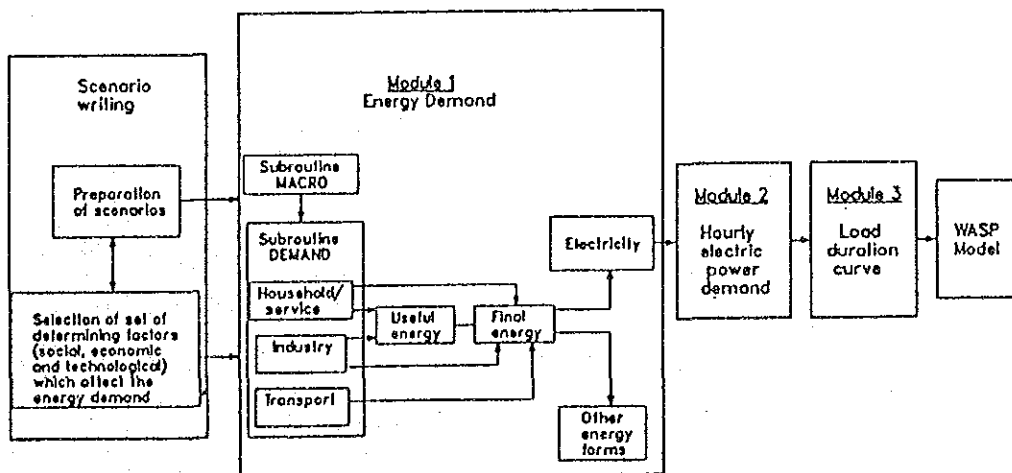 Scenario
writing
Preparation
of scenarios
Selection of set of
determining factors
(social, economic
and technological)
which affect the
energy demand
Module 1
Energy Demand
Subroutine
MACRO
Subroutine
DEMAND
Household/
service
Industry
Transport
Useful
energy
Final
energy
Electricity
Other
energy
forms
Module 2
Hourly
electric
power
demand
Module 3
Load
duration
curve
WASP
Model